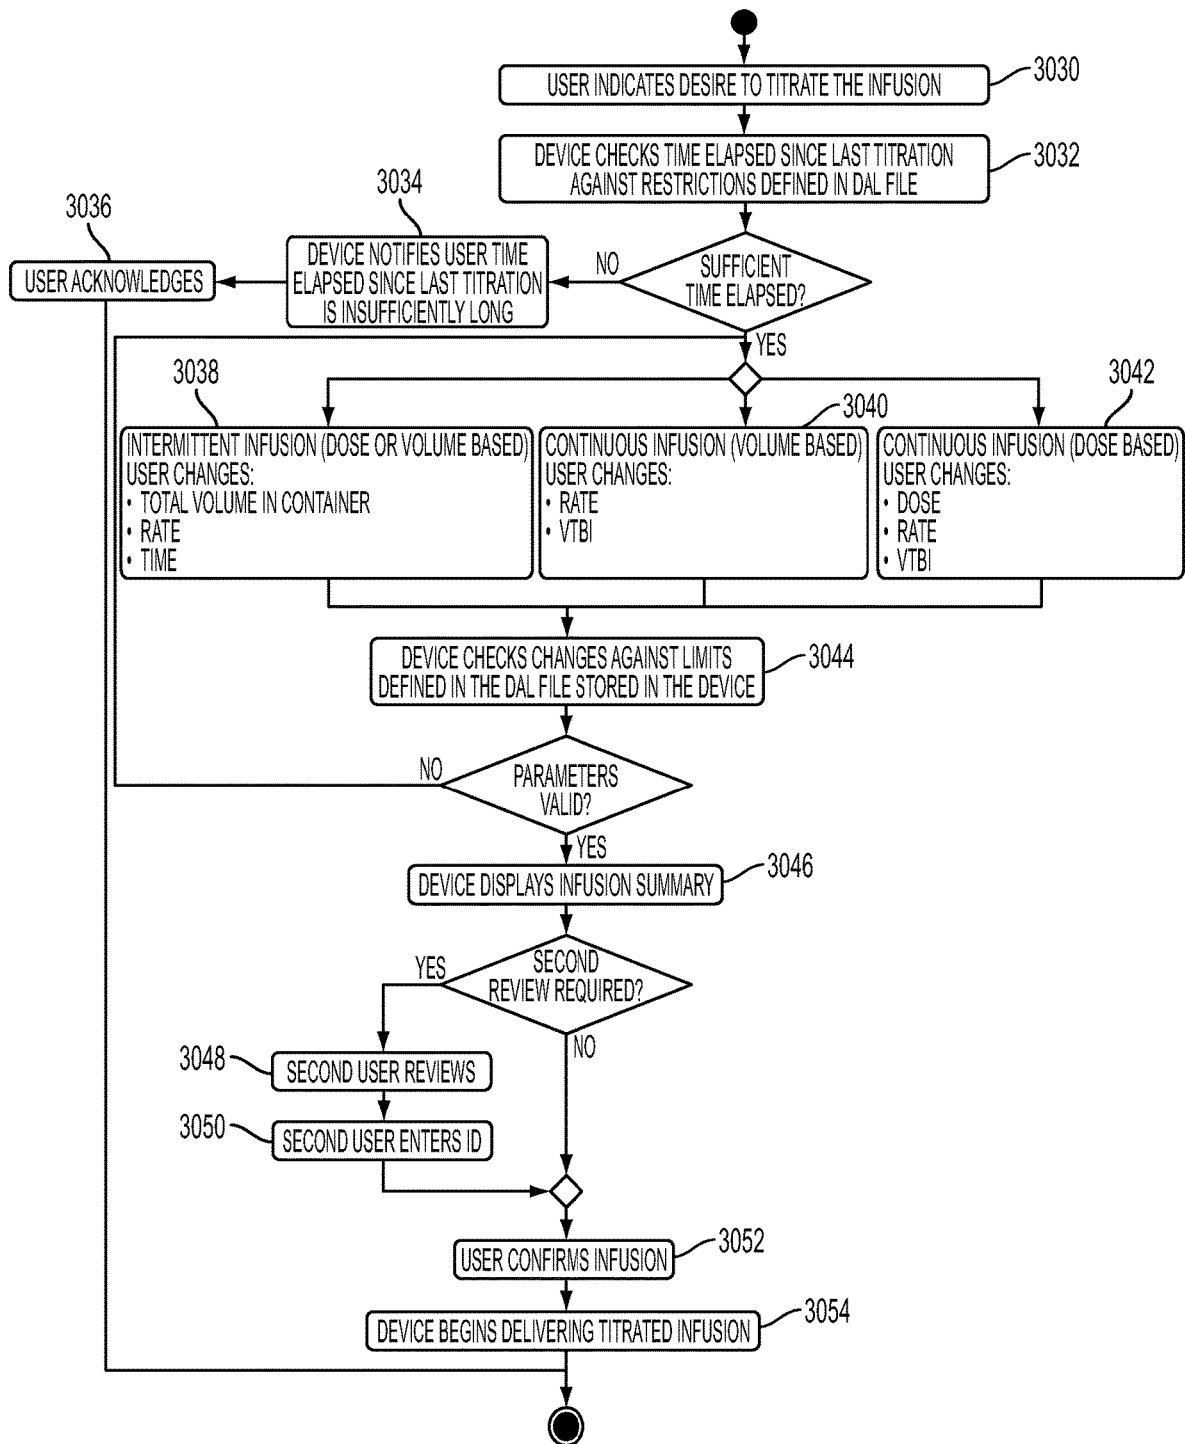 USER INDICATES DESIRE TO TITRATE THE INFUSION
3030
DEVICE CHECKS TIME ELAPSED SINCE LAST TITRATION
AGAINST RESTRICTIONS DEFINED IN DAL FILE
3032
SUFFICIENT
TIME ELAPSED?
NO
3034
DEVICE NOTIFIES USER TIME
ELAPSED SINCE LAST TITRATION
IS INSUFFICIENTLY LONG
3036
USER ACKNOWLEDGES
YES
3038
INTERMITTENT INFUSION (DOSE OR VOLUME BASED)
USER CHANGES:
• TOTAL VOLUME IN CONTAINER
• RATE
• TIME
3040
CONTINUOUS INFUSION (VOLUME BASED)
USER CHANGES:
• RATE
• VTBI
3042
CONTINUOUS INFUSION (DOSE BASED)
USER CHANGES:
• DOSE
• RATE
• VTBI
DEVICE CHECKS CHANGES AGAINST LIMITS
DEFINED IN THE DAL FILE STORED IN THE DEVICE
3044
NO
PARAMETERS
VALID?
YES
DEVICE DISPLAYS INFUSION SUMMARY
3046
YES
SECOND
REVIEW REQUIRED?
NO
3048
SECOND USER REVIEWS
3050
SECOND USER ENTERS ID
USER CONFIRMS INFUSION
3052
DEVICE BEGINS DELIVERING TITRATED INFUSION
3054